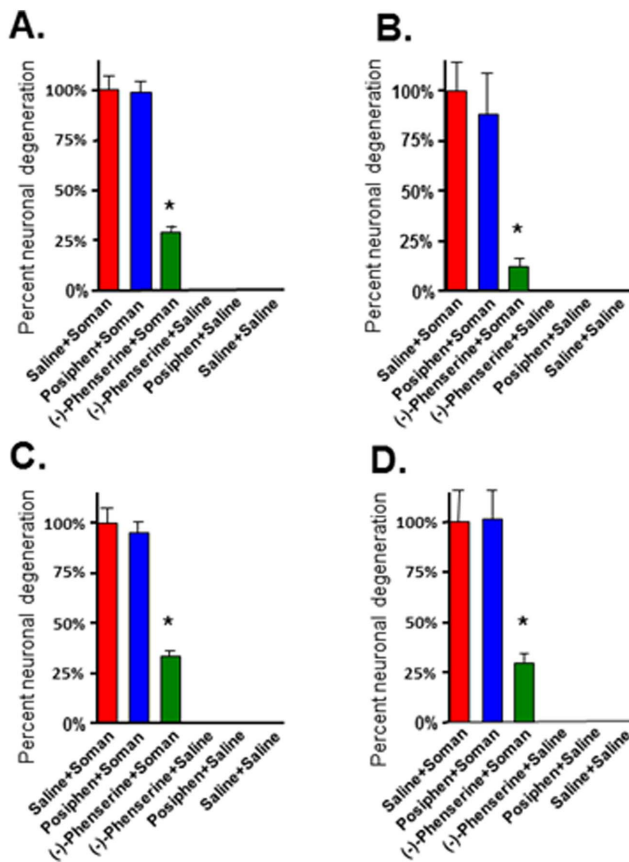 A.
Percent neuronal degeneration
100%
75%
50%
25%
0%
*
Saline+Soman
Posiphen+Soman
(-)-Phenserine+Soman
(-)-Phenserine+Saline
Posiphen+Saline
Saline+Saline
B.
Percent neuronal degeneration
100%
75%
50%
25%
0%
*
Saline+Soman
Posiphen+Soman
(-)-Phenserine+Soman
(-)-Phenserine+Saline
Posiphen+Saline
Saline+Saline
C.
Percent neuronal degeneration
100%
75%
50%
25%
0%
*
Saline+Soman
Posiphen+Soman
(-)-Phenserine+Soman
(-)-Phenserine+Saline
Posiphen+Saline
Saline+Saline
D.
Percent neuronal degeneration
100%
75%
50%
25%
0%
*
Saline+Soman
Posiphen+Soman
(-)-Phenserine+Soman
(-)-Phenserine+Saline
Posiphen+Saline
Saline+Saline